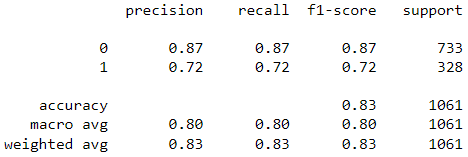 precision recall f1-score support
0 0.87 0.87 0.87 733
1 0.72 0.72 0.72 328
accuracy 0.83 1061
macro avg 0.80 0.80 0.80 1061
weighted avg 0.83 0.83 0.83 1061